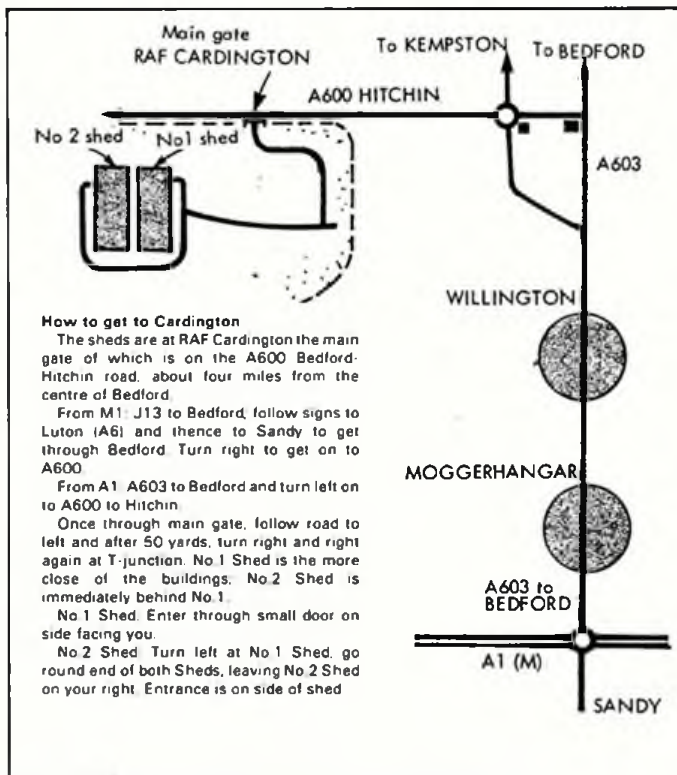 Main gate
RAF CARDINGTON
To KEMPSTON
To BEDFORD
A600 HITCHIN
No 2 shed
No1 shed
A603
WILLINGTON
How to get to Cardington
The sheds are at RAF Cardington the main
gate of which is on the A600 Bedford-
Hitchin road, about four miles from the
centre of Bedford
From M1: J13 to Bedford, follow signs to
Luton (A6) and thence to Sandy to get
through Bedford. Turn right to get on to
A600
From A1 A603 to Bedford and turn left on
to A600 to Hitchin
Once through main gate, follow road to
left and after 50 yards, turn right and right
again at T-junction. No.1 Shed is the more
close of the buildings; No.2 Shed is
immediately behind No.1.
No.1 Shed. Enter through small door on
side facing you.
No 2 Shed. Turn left at No 1 Shed, go
round end of both Sheds, leaving No.2 Shed
on your right Entrance is on side of shed
MOGGERHANGAR
A603 to
BEDFORD
A1 (M)
SANDY